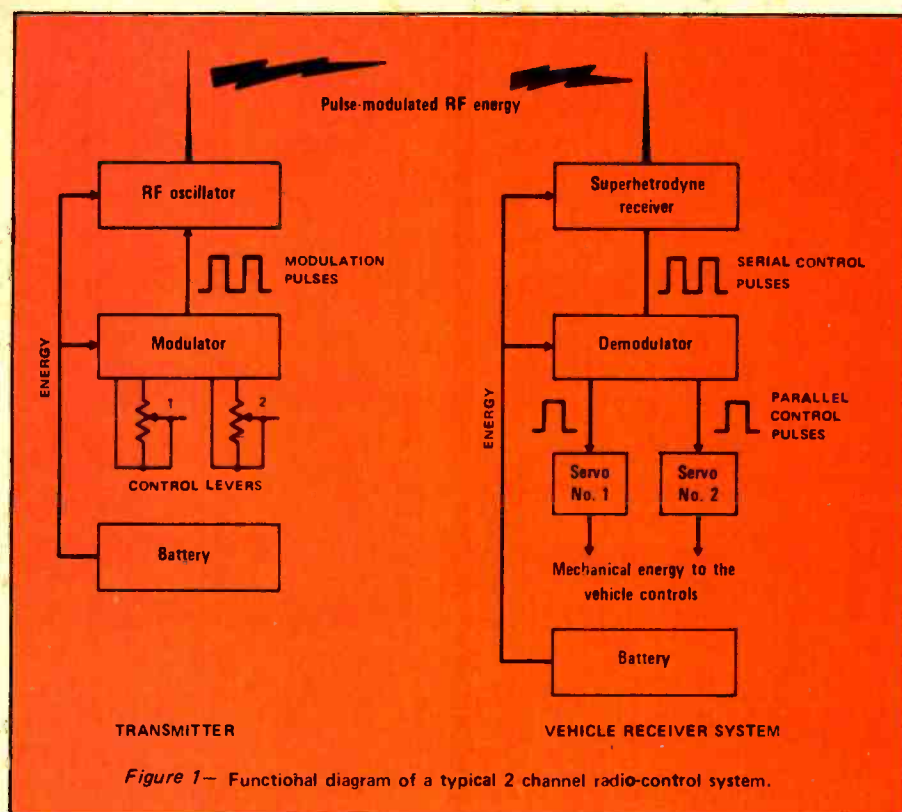 Pulse-modulated RF energy
RF oscillator
MODULATION
PULSES
Modulator
ENERGY
1
2
CONTROL LEVERS
Battery
TRANSMITTER
Superhetrodyne
receiver
SERIAL CONTROL
PULSES
Demodulator
ENERGY
PARALLEL
CONTROL
PULSES
Servo
No. 1
Servo
No. 2
Mechanical energy to the
vehicle controls
Battery
VEHICLE RECEIVER SYSTEM
Figure 1— Functional diagram of a typical 2 channel radio-control system.